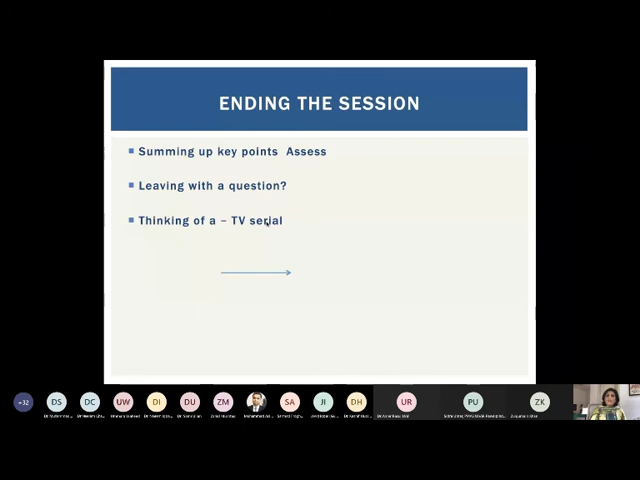 ENDING THE SESSION
Summing up key points Assess
Leaving with a question?
Thinking of a – TV serial
+32
DS
DC
UW
DI
DU
ZM
SA
JI
DH
UR
PU
ZK